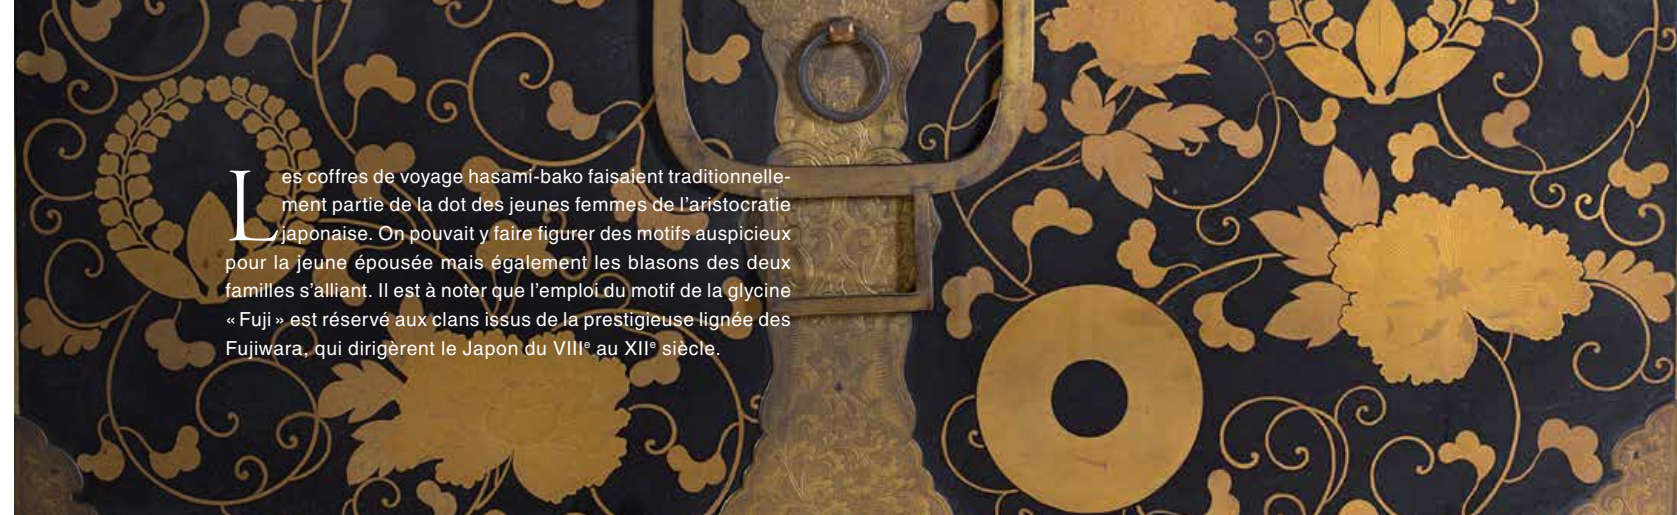 Les coffres de voyage hasami-bako faisaient traditionnelle-
ment partie de la dot des jeunes femmes de l’aristocratie
japonaise. On pouvait y faire figurer des motifs auspicieux
pour la jeune épousée mais également les blasons des deux
familles s’alliant. Il est à noter que l’emploi du motif de la glycine
« Fuji » est réservé aux clans issus de la prestigieuse lignée des
Fujiwara, qui dirigèrent le Japon du VIIIe au XIIe siècle.